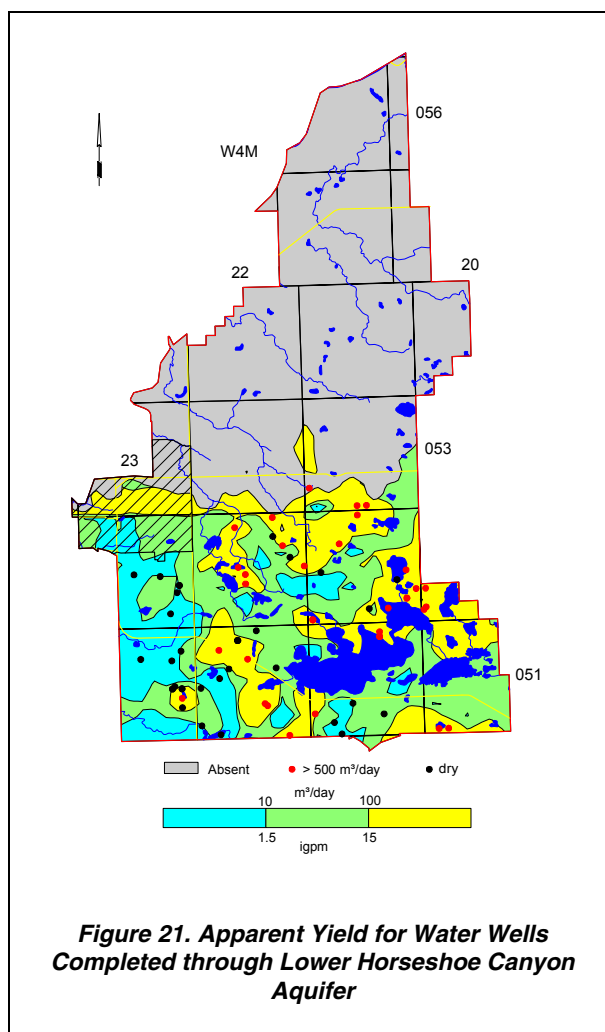 056
W4M
22
20
23
053
051
Absent
> 500 m³/day
dry
m³/day
10
100
1.5
15
igpm
Figure 21. Apparent Yield for Water Wells
Completed through Lower Horseshoe Canyon
Aquifer